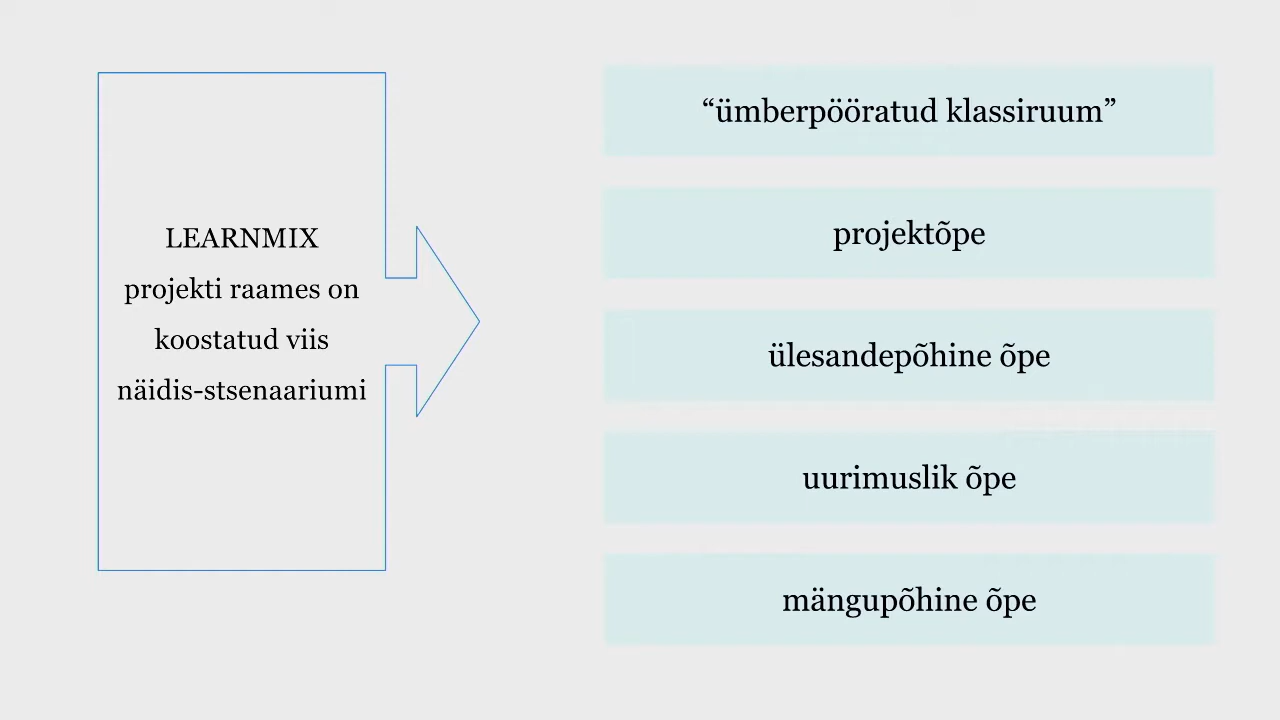 LEARNMIX
projekti raames on
koostatud viis
näidis-stsenaariumi
“ümberpööratud klassiruum”
projektõpe
ülesandepõhine õpe
uurimuslik õpe
mängupõhine õpe